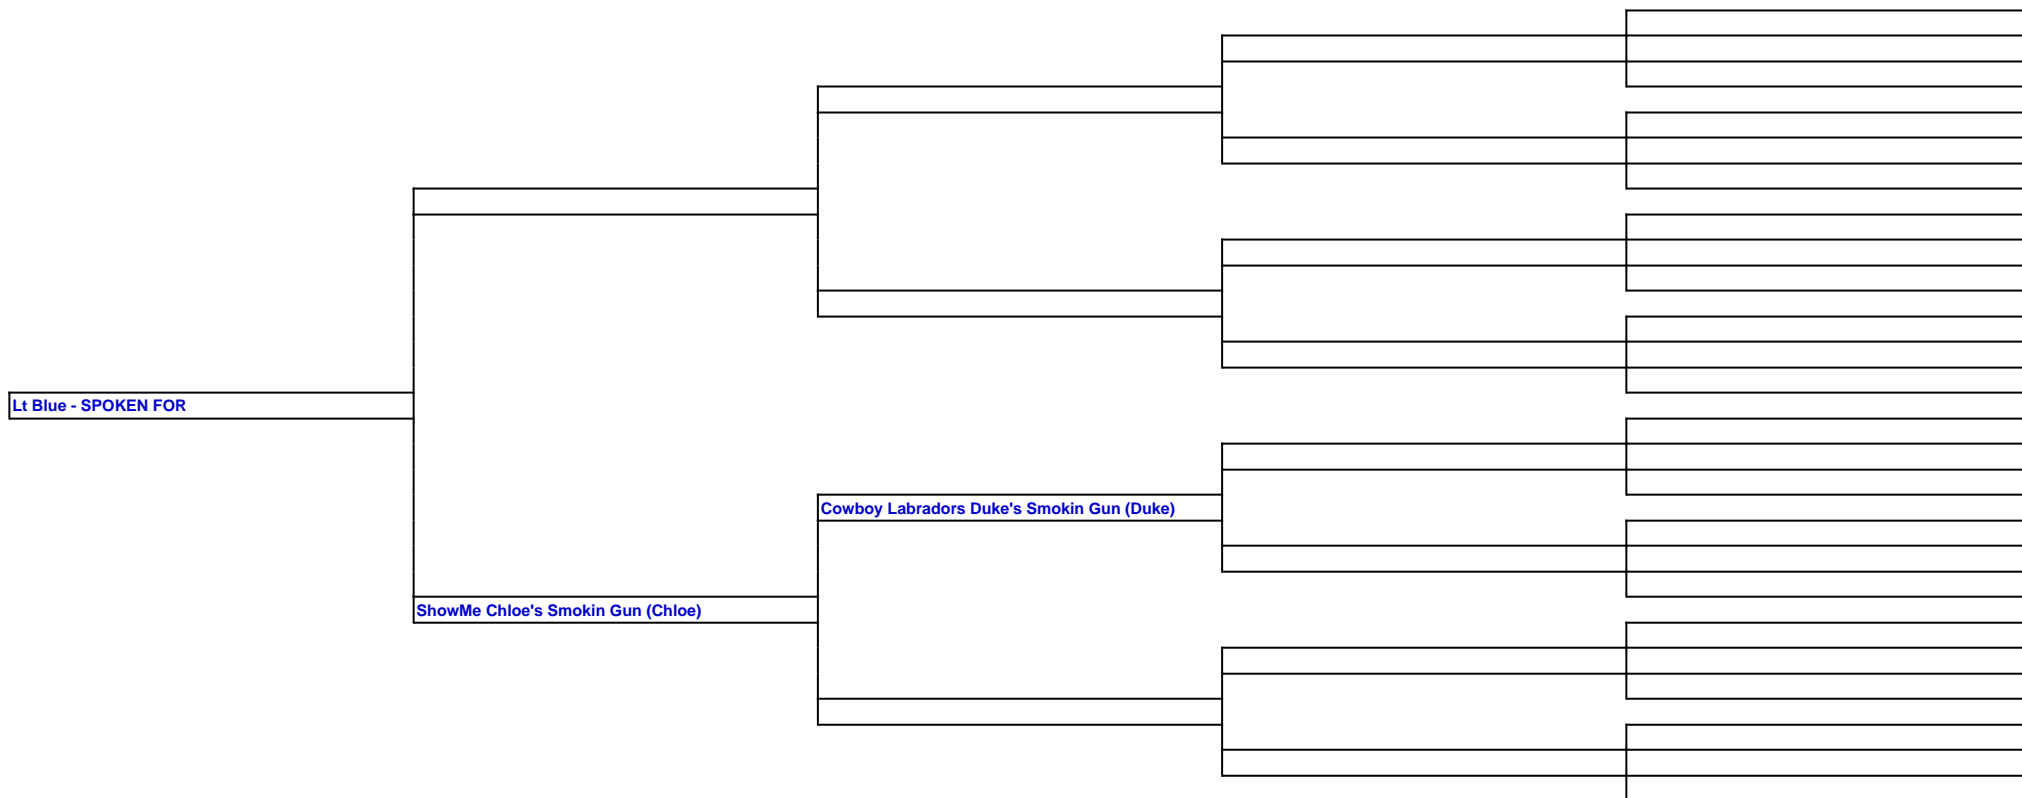 Lt Blue - SPOKEN FOR
Cowboy Labradors Duke's Smokin Gun (Duke)
ShowMe Chloe's Smokin Gun (Chloe)